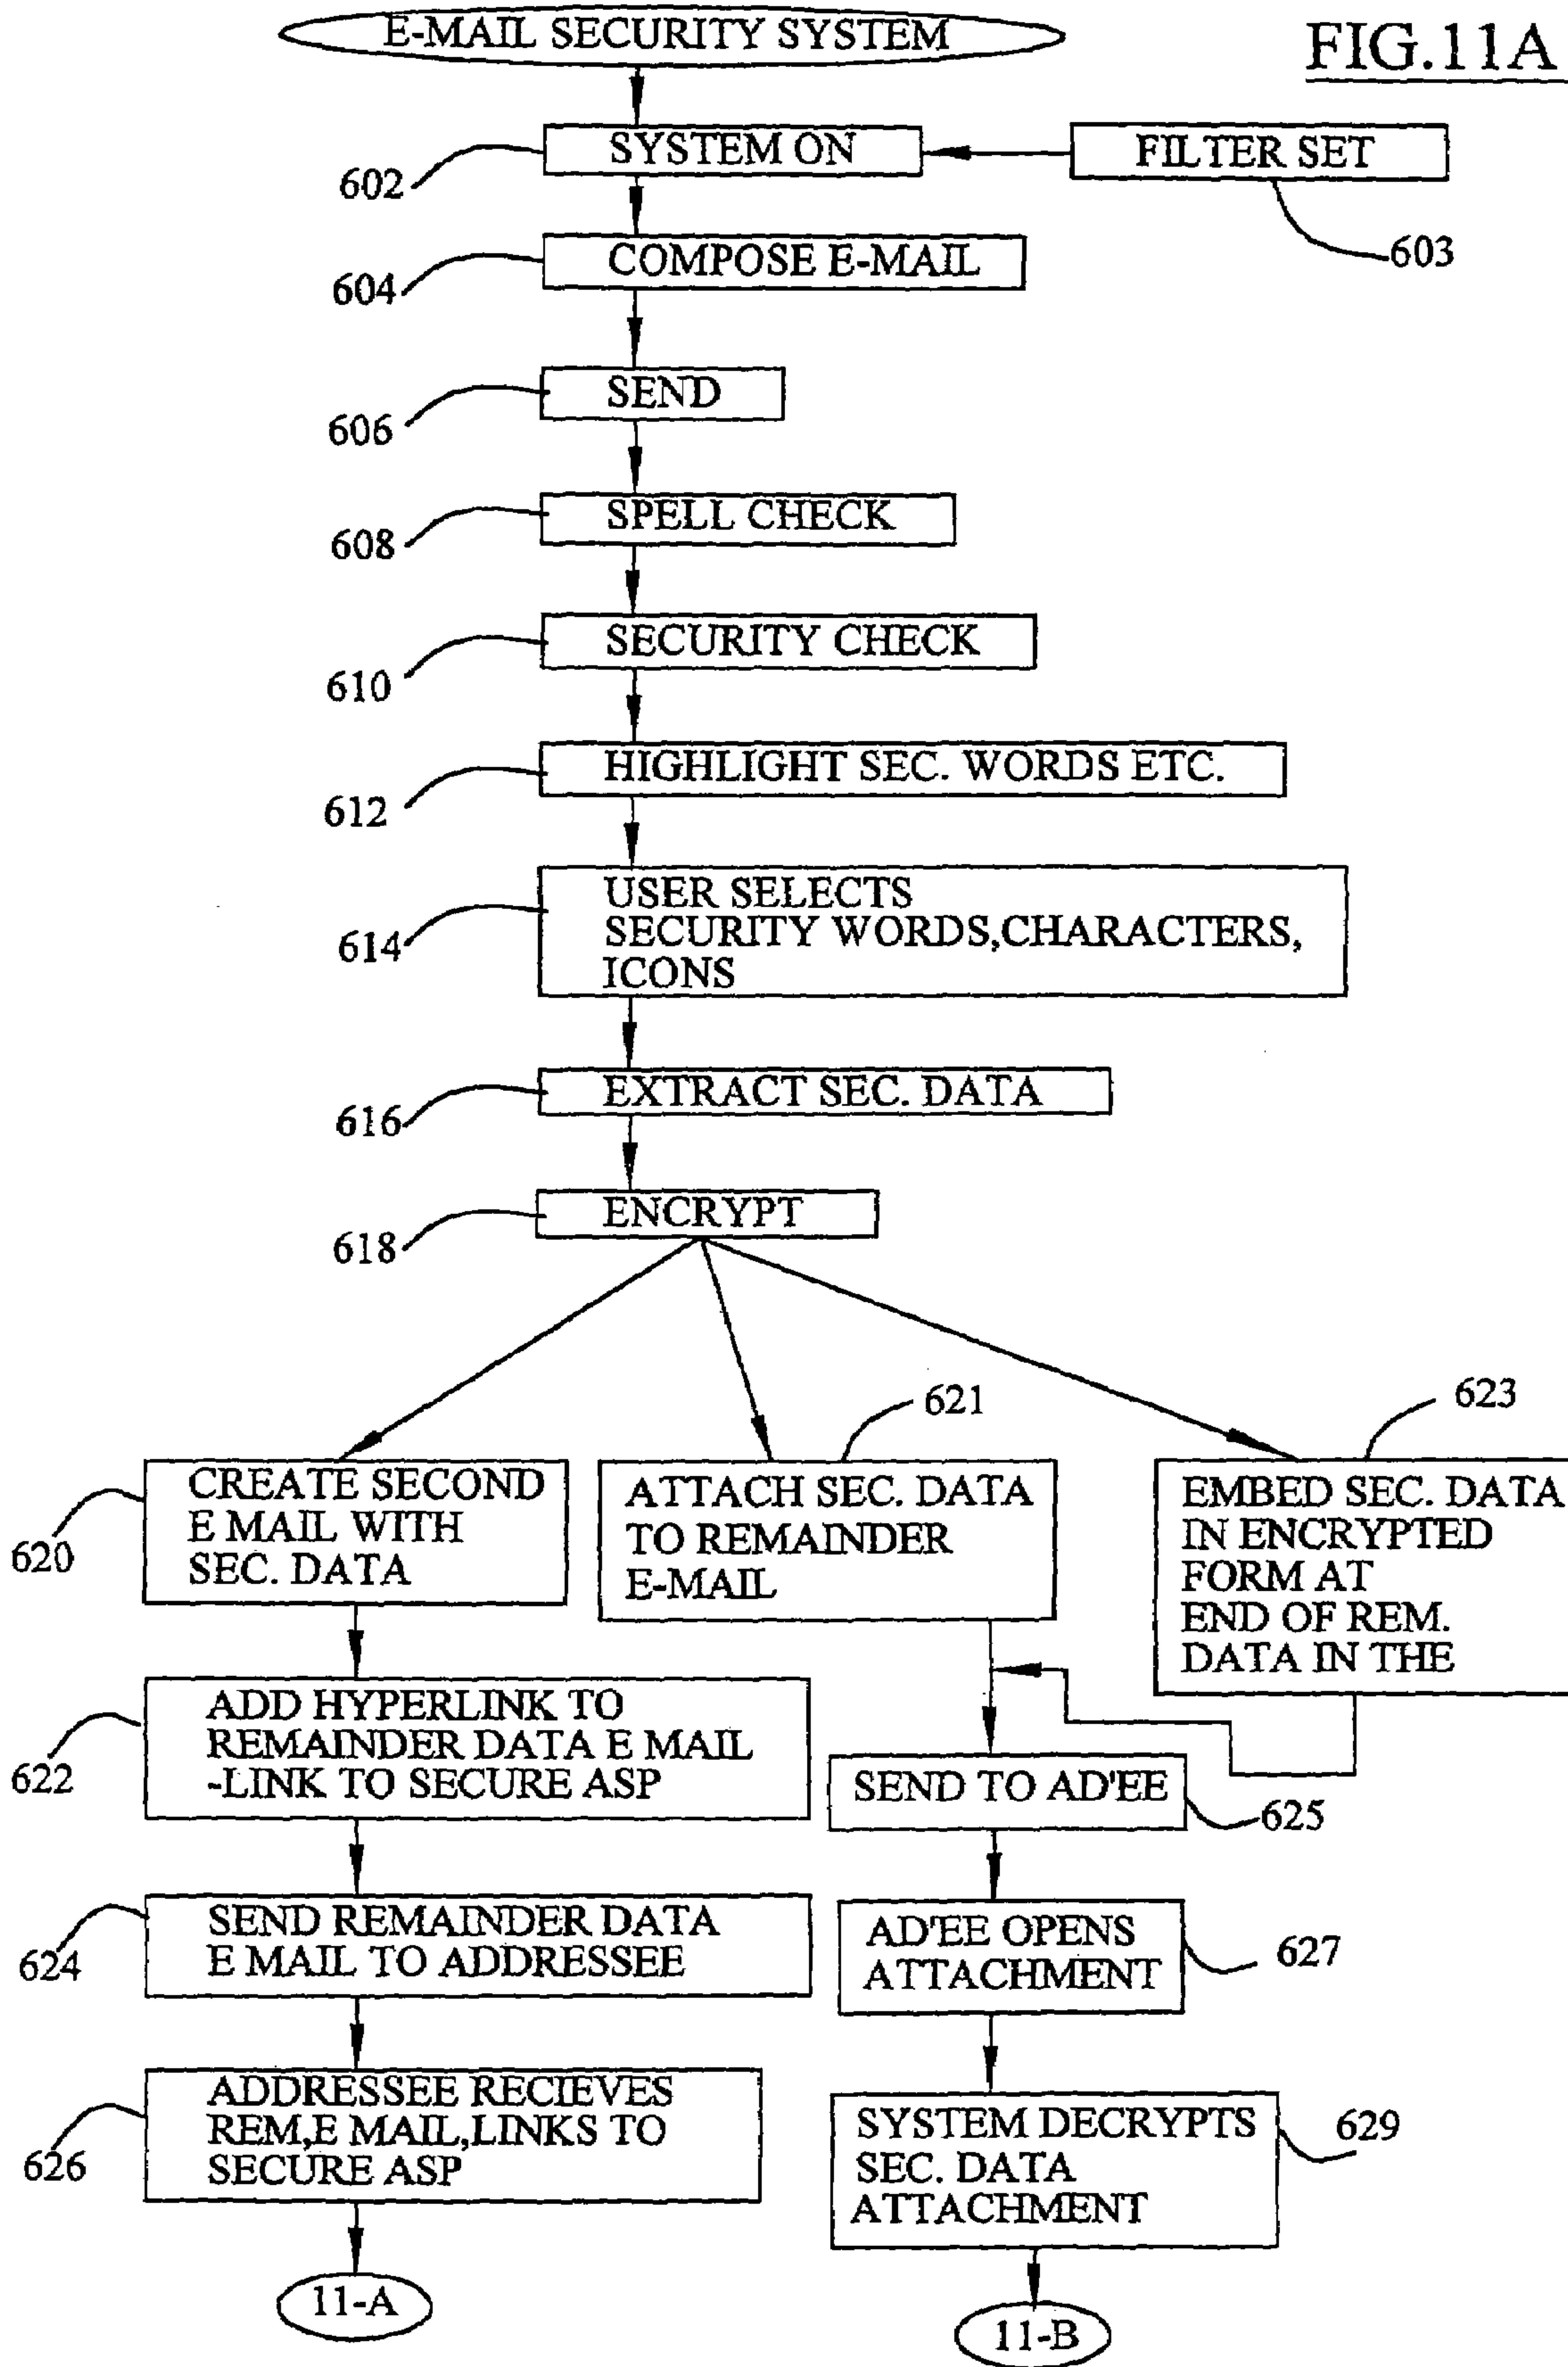 E-MAIL SECURITY SYSTEM
FIG.11A
SYSTEM ON
FILTER SET
602
603
COMPOSE E-MAIL
604
SEND
606
SPELL CHECK
608
SECURITY CHECK
610
HIGHLIGHT SEC. WORDS ETC.
612
USER SELECTS
SECURITY WORDS,CHARACTERS,
ICONS
614
EXTRACT SEC. DATA
616
ENCRYPT
618
621
623
CREATE SECOND
E MAIL WITH
SEC. DATA
620
ATTACH SEC. DATA
TO REMAINDER
E-MAIL
EMBED SEC. DATA
IN ENCRYPTED
FORM AT
END OF REM.
DATA IN THE
ADD HYPERLINK TO
REMAINDER DATA E MAIL
-LINK TO SECURE ASP
622
SEND TO AD'EE
625
SEND REMAINDER DATA
E MAIL TO ADDRESSEE
624
AD'EE OPENS
ATTACHMENT
627
ADDRESSEE RECIEVES
REM,E MAIL,LINKS TO
SECURE ASP
626
SYSTEM DECRYPTS
SEC. DATA
ATTACHMENT
629
11-A
11-B